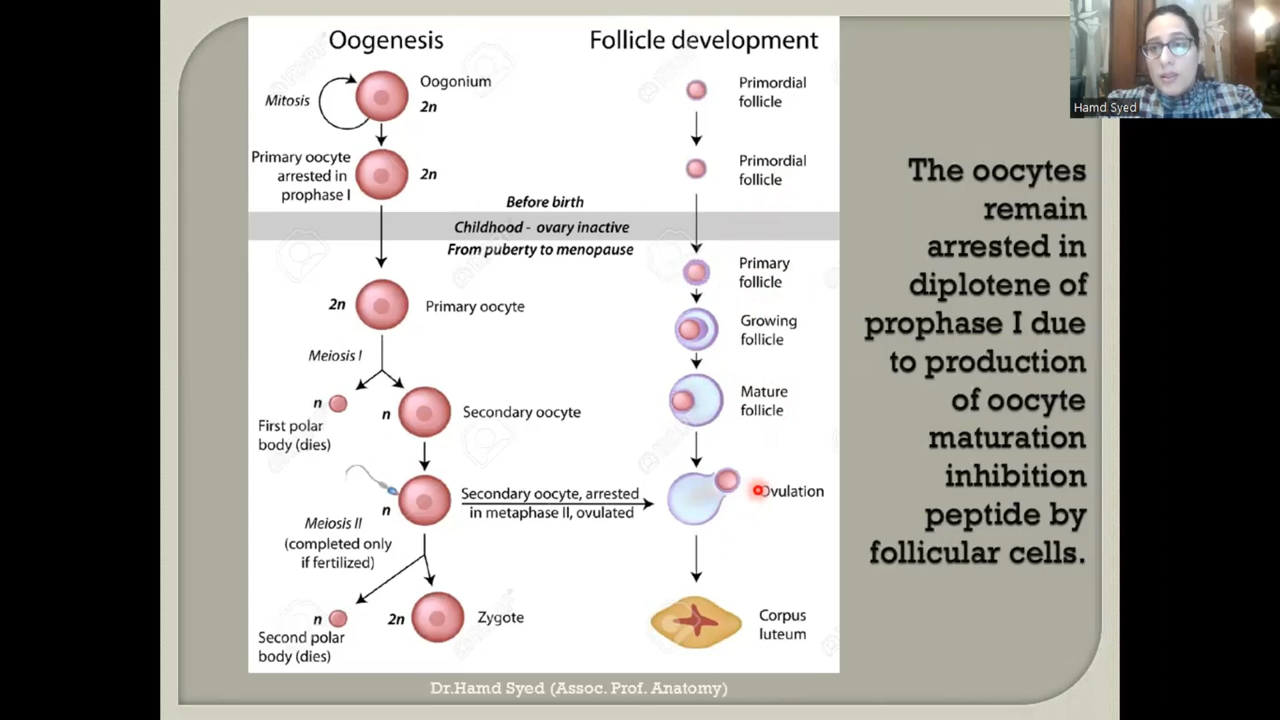 Oogenesis
Follicle development
Mitosis
Oogonium
2n
Primordial
follicle
Primary oocyte
arrested in
prophase I
2n
Primordial
follicle
Before birth
Childhood - ovary inactive
From puberty to menopause
2n
Primary oocyte
Primary
follicle
Growing
follicle
Meiosis I
n
First polar
body (dies)
n
Secondary oocyte
Mature
follicle
n
Secondary oocyte, arrested
in metaphase II, ovulated
Ovulation
Meiosis II
(completed only
if fertilized)
n
Second polar
body (dies)
2n
Zygote
Corpus
luteum
The oocytes
remain
arrested in
diplotene of
prophase I due
to production
of oocyte
maturation
inhibition
peptide by
follicular cells.
Dr.Hamd Syed (Assoc. Prof. Anatomy)
Hamd Syed